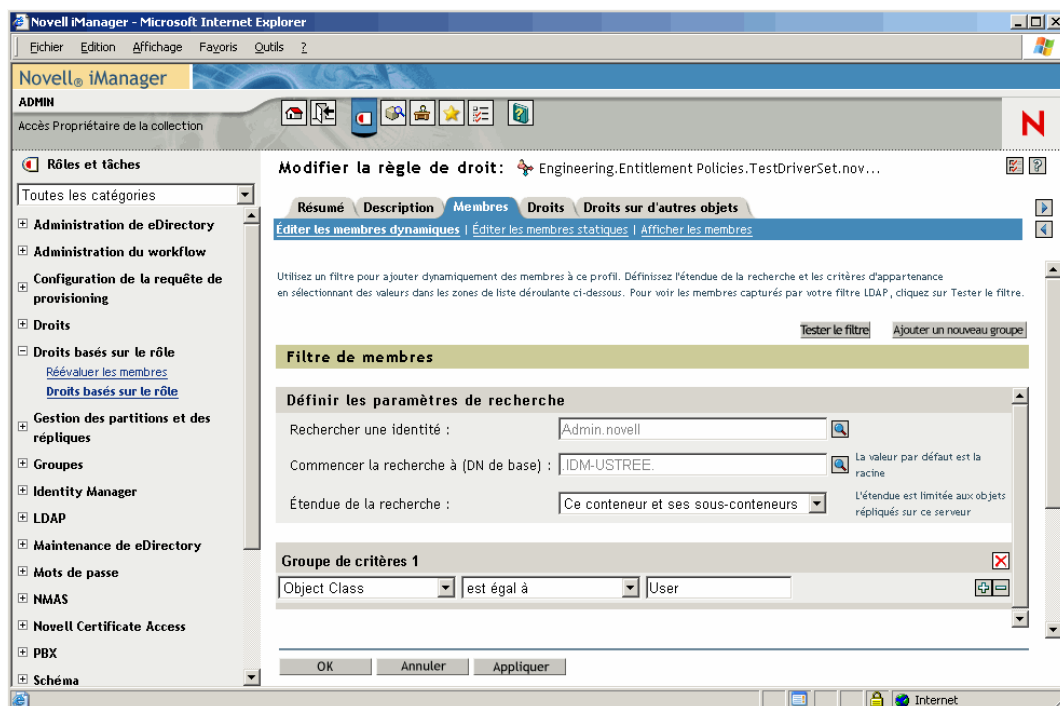 Novell iManager - Microsoft Internet Explorer
Fichier Edition Affichage Favoris Outils ?
Novell® iManager
ADMIN
Accès Propriétaire de la collection
N
Rôles et tâches
Toutes les catégories
Administration de eDirectory
Administration du workflow
Configuration de la requête de
provisioning
Droits
Droits basés sur le rôle
Réévaluer les membres
Droits basés sur le rôle
Gestion des partitions et des
répliques
Groupes
Identity Manager
LDAP
Maintenance de eDirectory
Mots de passe
NMAS
Novell Certificate Access
PBX
Schéma
Modifier la règle de droit: Engineering.Entitlement Policies.TestDriverSet.nov...
?
Résumé Description Membres Droits Droits sur d'autres objets
Éditer les membres dynamiques | Éditer les membres statiques | Afficher les membres
Utilisez un filtre pour ajouter dynamiquement des membres à ce profil. Définissez l'étendue de la recherche et les critères d'appartenance
en sélectionnant des valeurs dans les zones de liste déroulante ci-dessous. Pour voir les membres capturés par votre filtre LDAP, cliquez sur Tester le filtre.
Tester le filtre Ajouter un nouveau groupe
Filtre de membres
Définir les paramètres de recherche
Rechercher une identité : Admin.novell
Commencer la recherche à (DN de base) : .IDM-USTREE. La valeur par défaut est la
racine
Étendue de la recherche : Ce conteneur et ses sous-conteneurs L'étendue est limitée aux objets
répliqués sur ce serveur
Groupe de critères 1
Object Class est égal à User
OK Annuler Appliquer
Internet